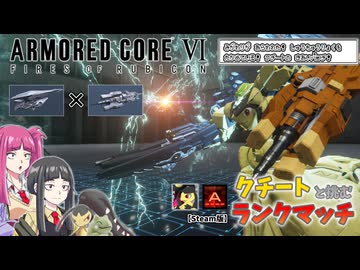 ARMORED CORE VI
FIRES OF RUBICON
×
クチートと挑む
ランクマッチ
【Steam版】
A